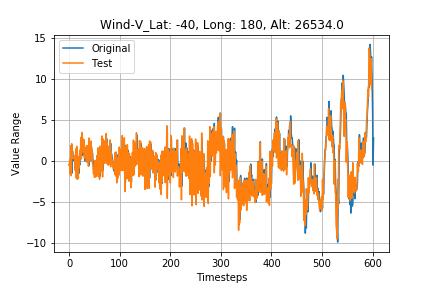 Wind-V_Lat: -40, Long: 180, Alt: 26534.0
Original
Test
Value Range
15
10
5
0
−5
−10
0 100 200 300 400 500 600
Timesteps